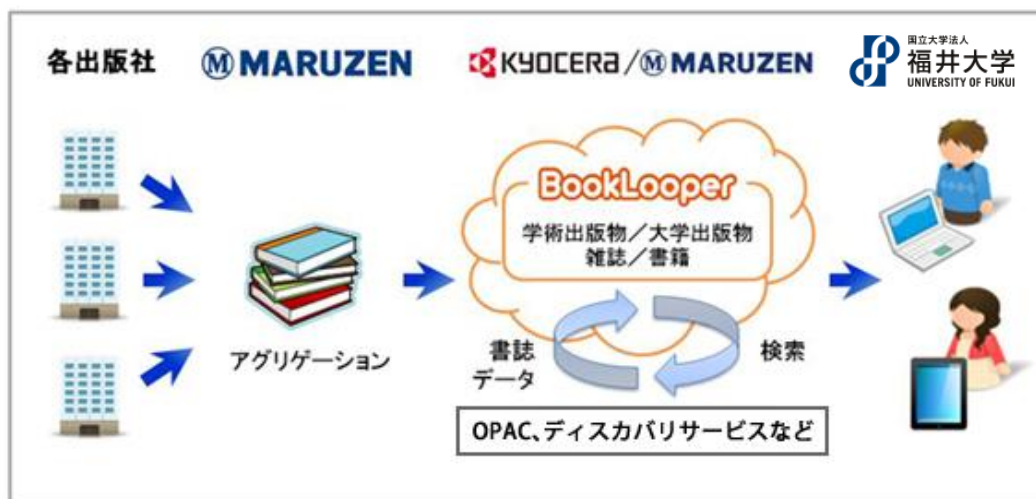 各出版社
MARUZEN
KYOCERA/MARUZEN
国立大学法人
福井大学
UNIVERSITY OF FUKUI
BookLooper
学術出版物／大学出版物
雑誌／書籍
アグリゲーション
書誌
データ
検索
OPAC、ディスカバリサービスなど